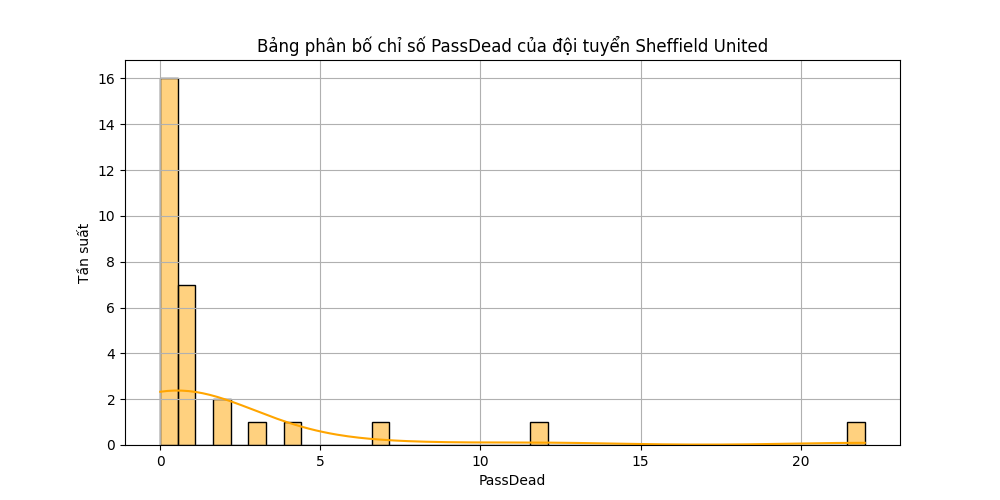 Bảng phân bố chỉ số PassDead của đội tuyển Sheffield United
16
14
12
10
8
6
4
2
0
Tần suất
0 5 10 15 20
PassDead